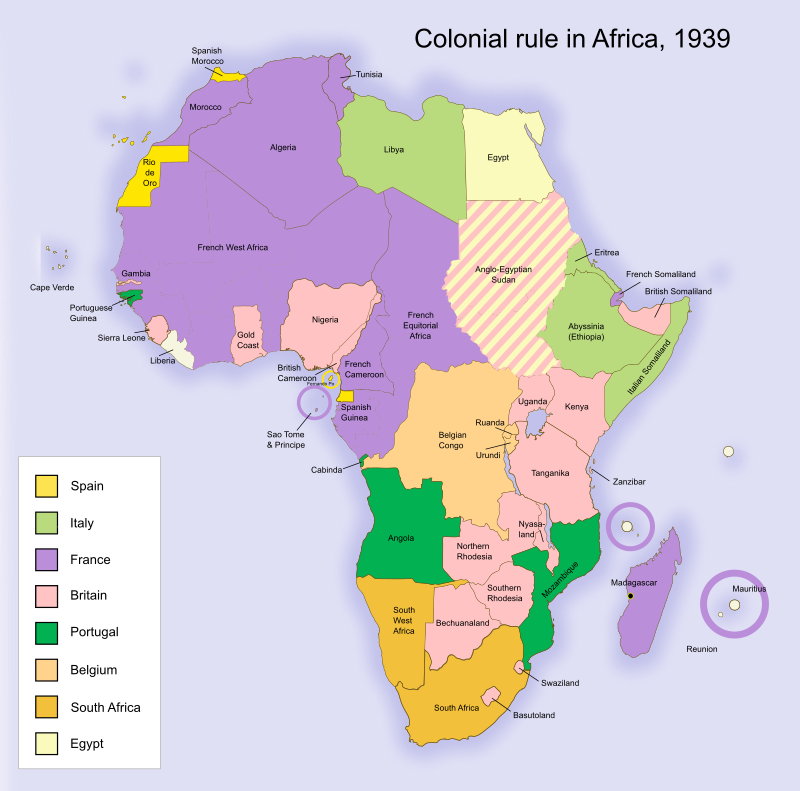 Colonial rule in Africa, 1939
Spanish
Morocco
Tunisia
Morocco
Algeria
Libya
Egypt
Rio
de
Oro
French West Africa
Cape Verde
Gambia
Portuguese
Guinea
Sierra Leone
Liberia
Gold
Coast
Nigeria
British
Cameroon
Fernando Po
French
Cameroon
French
Equitorial
Africa
Anglo-Egyptian
Sudan
Eritrea
French Somaliland
British Somaliland
Abyssinia
(Ethiopia)
Italian Somaliland
Spanish
Guinea
Sao Tome
& Principe
Cabinda
Belgian
Congo
Uganda
Kenya
Ruanda
Urundi
Tanganika
Zanzibar
Angola
Nyasa-
land
Northern
Rhodesia
Mozambique
Southern
Rhodesia
South
West
Africa
Bechuanaland
Madagascar
Mauritius
Reunion
Swaziland
South Africa
Basutoland
Spain
Italy
France
Britain
Portugal
Belgium
South Africa
Egypt